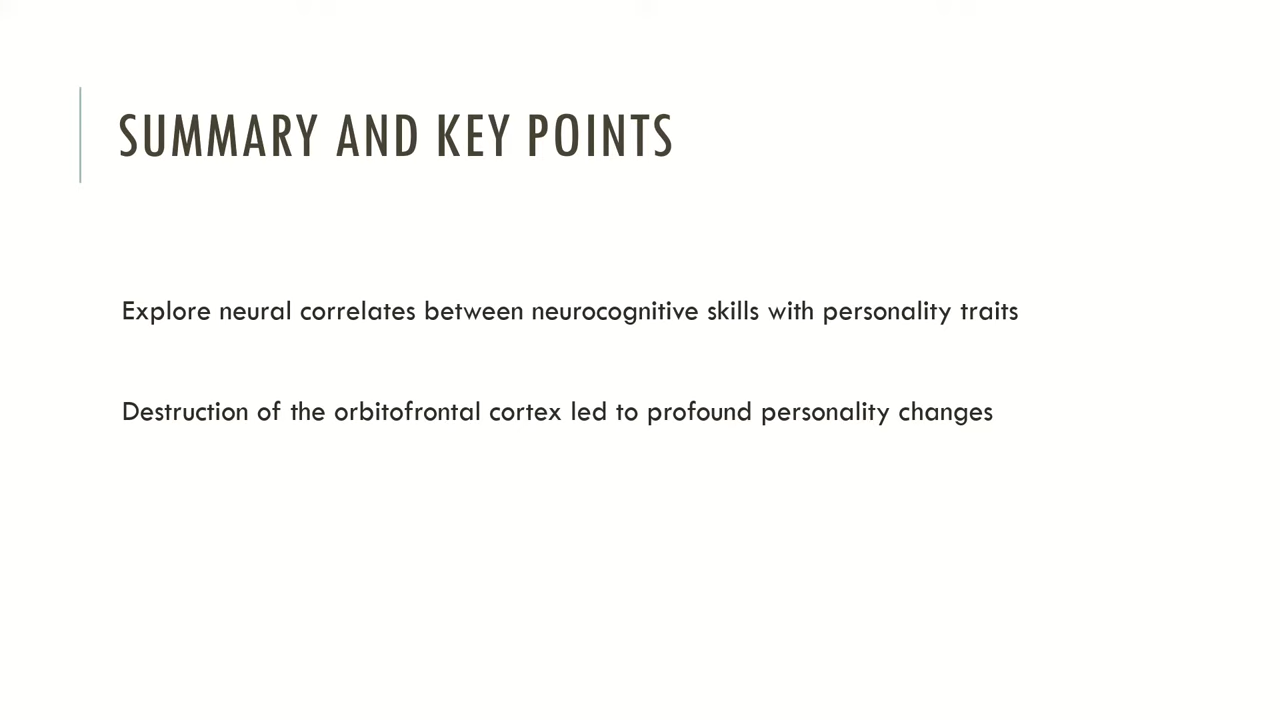 SUMMARY AND KEY POINTS
Explore neural correlates between neurocognitive skills with personality traits
Destruction of the orbitofrontal cortex led to profound personality changes